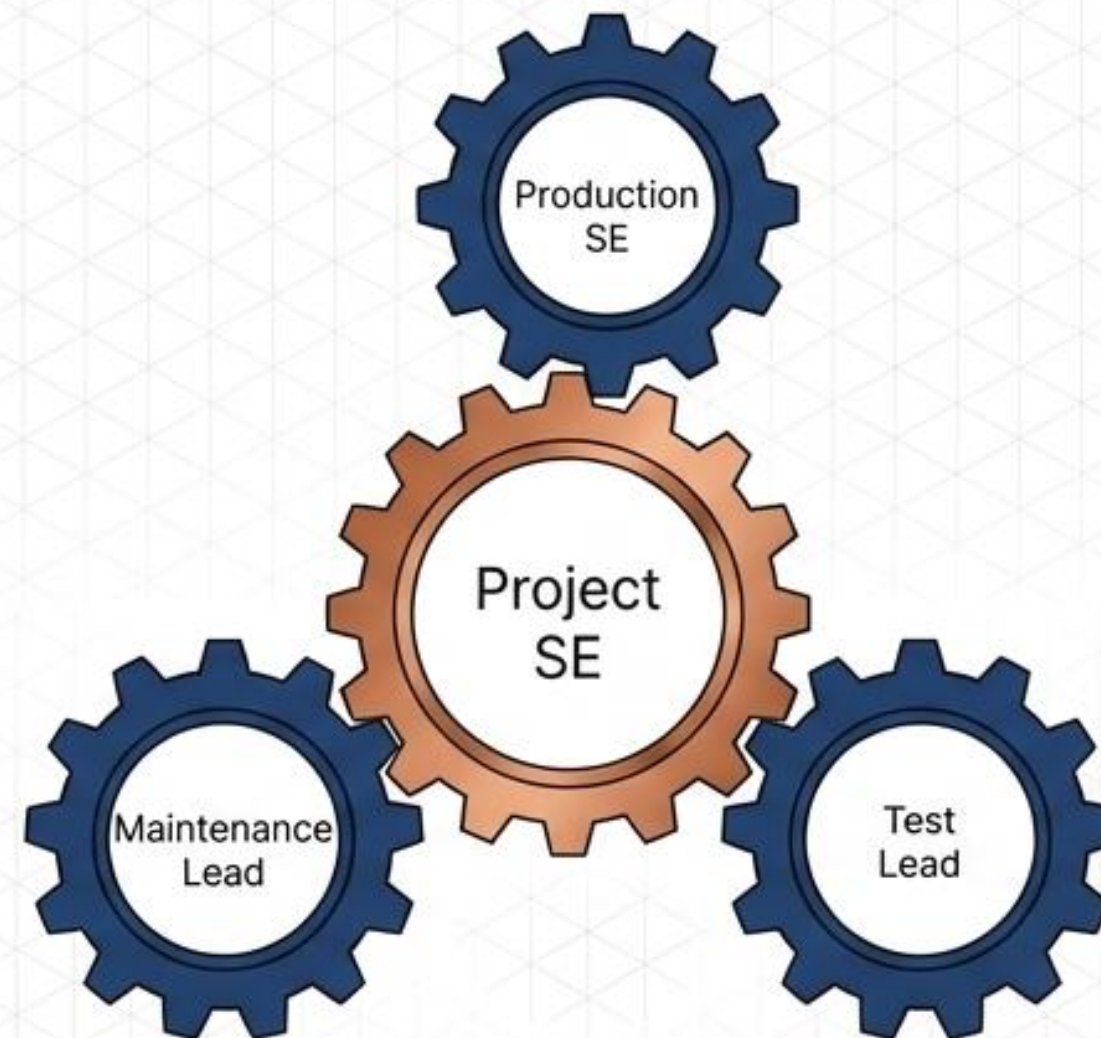 Production
SE
Project
SE
Maintenance
Lead
Test
Lead